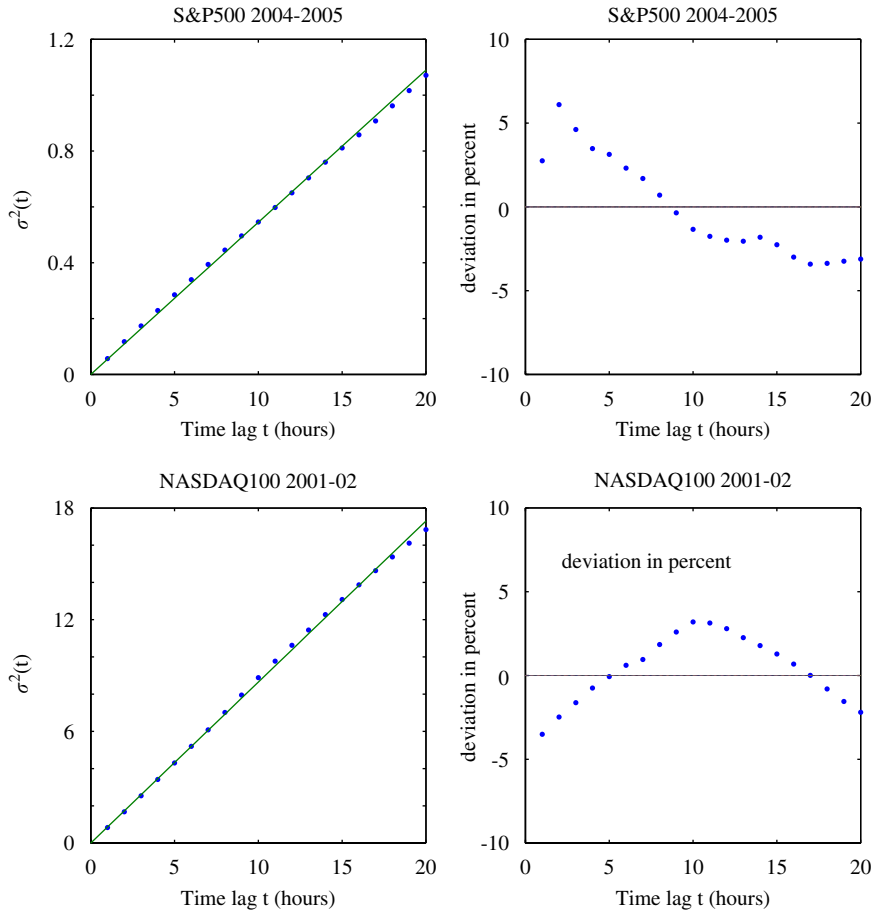 S&P500 2004-2005
1.2
0.8
0.4
0
σ²(t)
0 5 10 15 20
Time lag t (hours)
S&P500 2004-2005
10
5
0
-5
-10
deviation in percent
0 5 10 15 20
Time lag t (hours)
NASDAQ100 2001-02
18
12
6
0
σ²(t)
0 5 10 15 20
Time lag t (hours)
NASDAQ100 2001-02
10
5
0
-5
-10
deviation in percent
deviation in percent
0 5 10 15 20
Time lag t (hours)